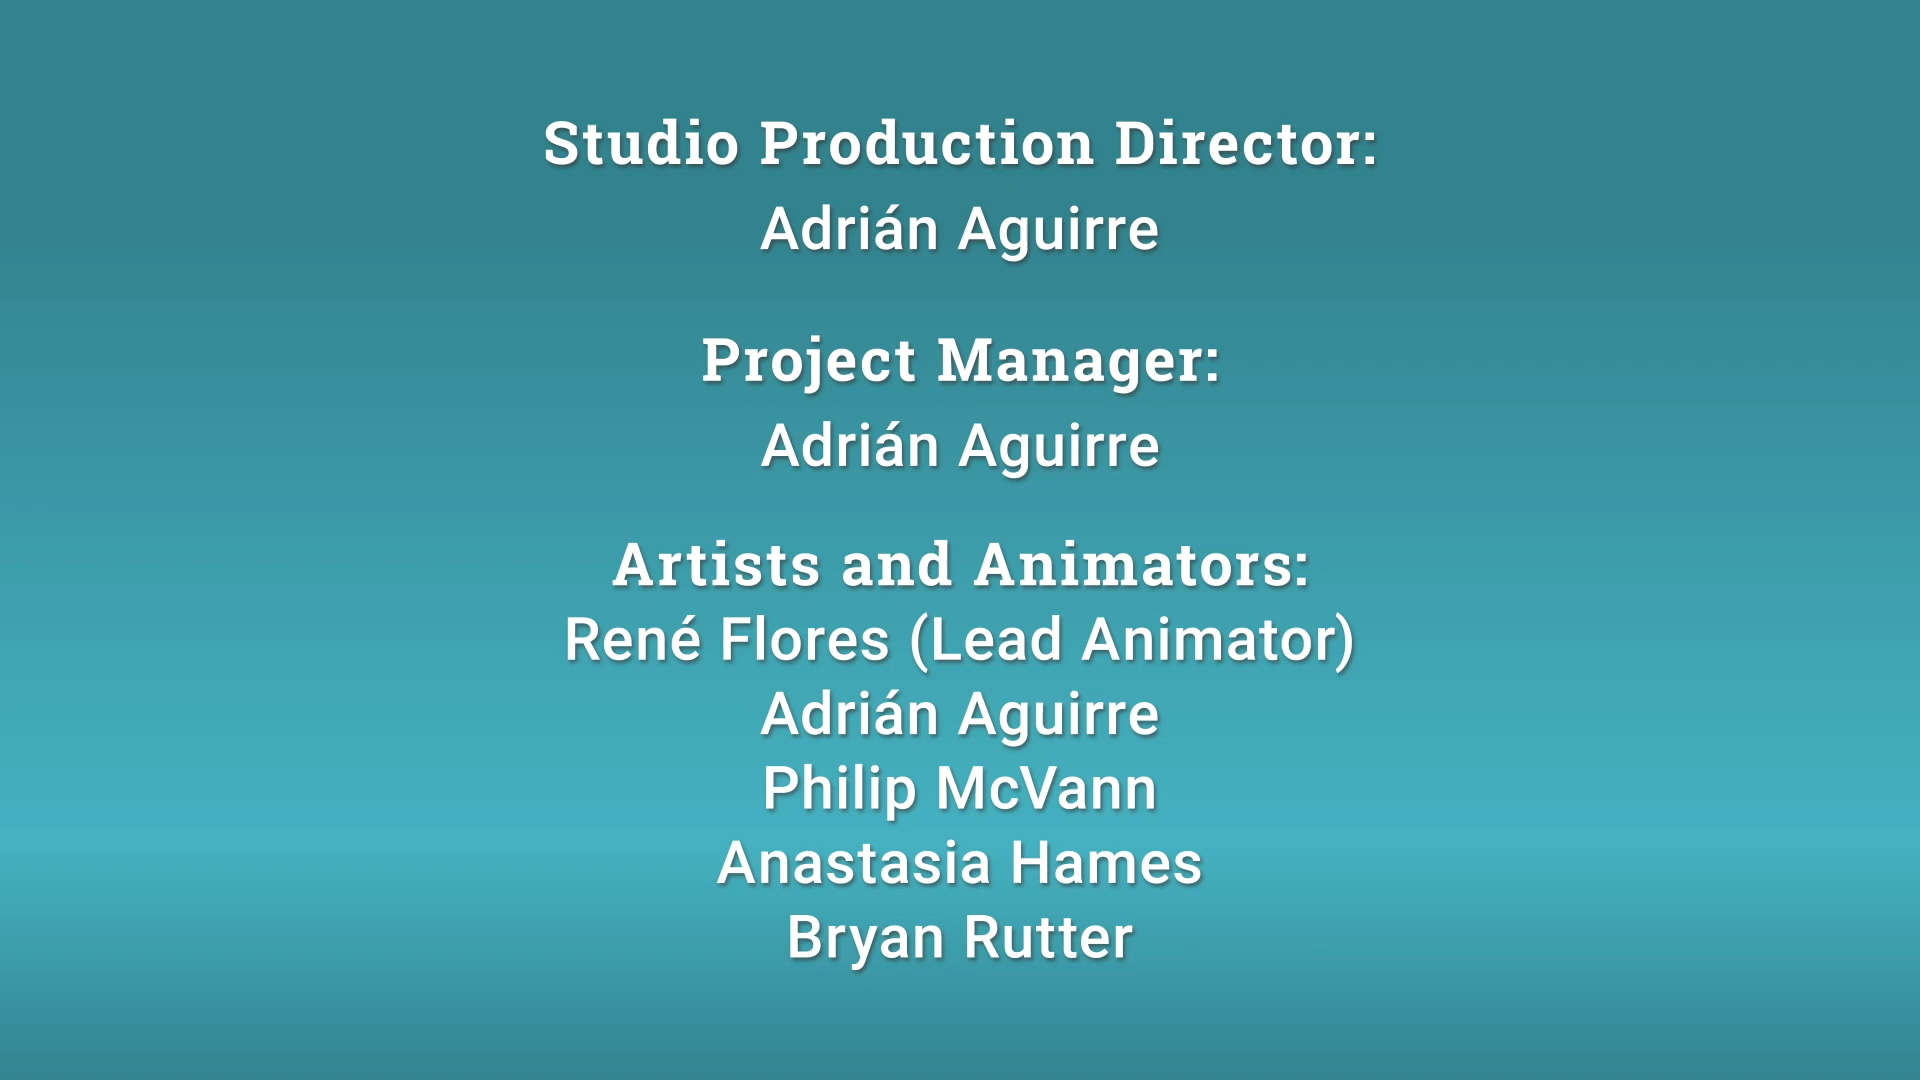 Studio Production Director:
Adrián Aguirre
Project Manager:
Adrián Aguirre
Artists and Animators:
René Flores (Lead Animator)
Adrián Aguirre
Philip McVann
Anastasia Hames
Bryan Rutter